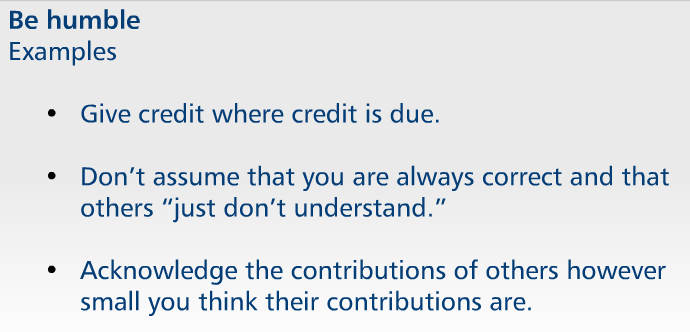 Be humble
Examples
• Give credit where credit is due.
• Don’t assume that you are always correct and that
others “just don’t understand.”
• Acknowledge the contributions of others however
small you think their contributions are.